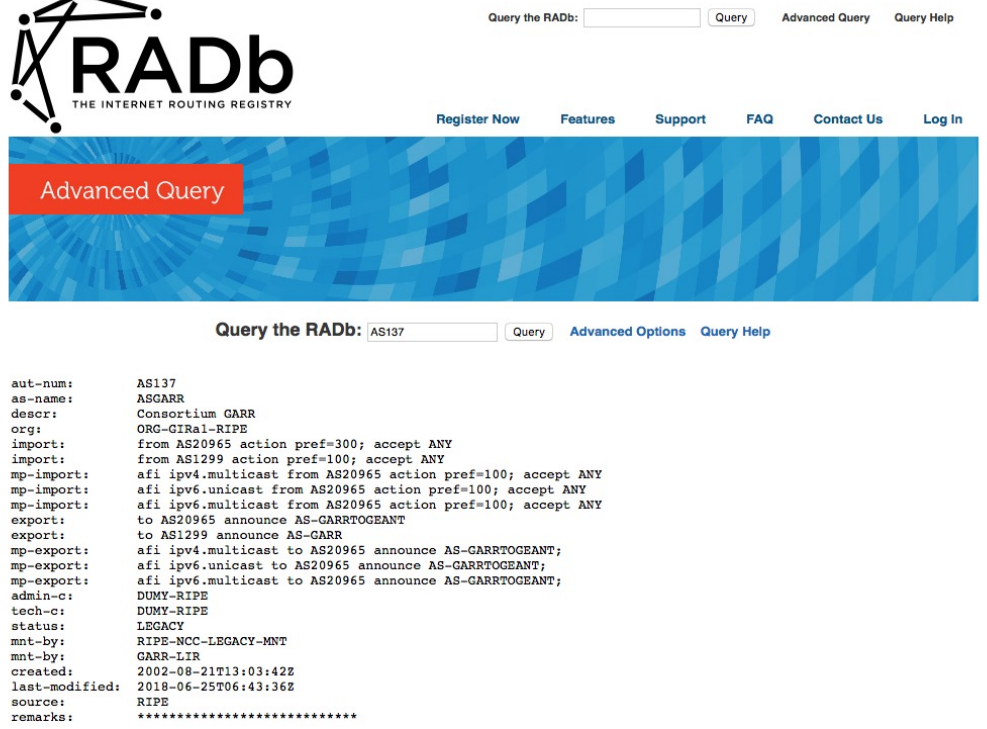 Query the RADb: Query Advanced Query Query Help
RADb
THE INTERNET ROUTING REGISTRY
Register Now Features Support FAQ Contact Us Log In
Advanced Query
Query the RADb: AS137 Query Advanced Options Query Help
aut-num: AS137
as-name: ASGARR
descr: Consortium GARR
org: ORG-GIRa1-RIPE
import: from AS20965 action pref=300; accept ANY
import: from AS1299 action pref=100; accept ANY
mp-import: afi ipv4.multicast from AS20965 action pref=100; accept ANY
mp-import: afi ipv6.unicast from AS20965 action pref=100; accept ANY
mp-import: afi ipv6.multicast from AS20965 action pref=100; accept ANY
export: to AS20965 announce AS-GARRTOGEANT
export: to AS1299 announce AS-GARR
mp-export: afi ipv4.multicast to AS20965 announce AS-GARRTOGEANT;
mp-export: afi ipv6.unicast to AS20965 announce AS-GARRTOGEANT;
mp-export: afi ipv6.multicast to AS20965 announce AS-GARRTOGEANT;
admin-c: DUMY-RIPE
tech-c: DUMY-RIPE
status: LEGACY
mnt-by: RIPE-NCC-LEGACY-MNT
mnt-by: GARR-LIR
created: 2002-08-21T13:03:42Z
last-modified: 2018-06-25T06:43:36Z
source: RIPE
remarks: ****************************